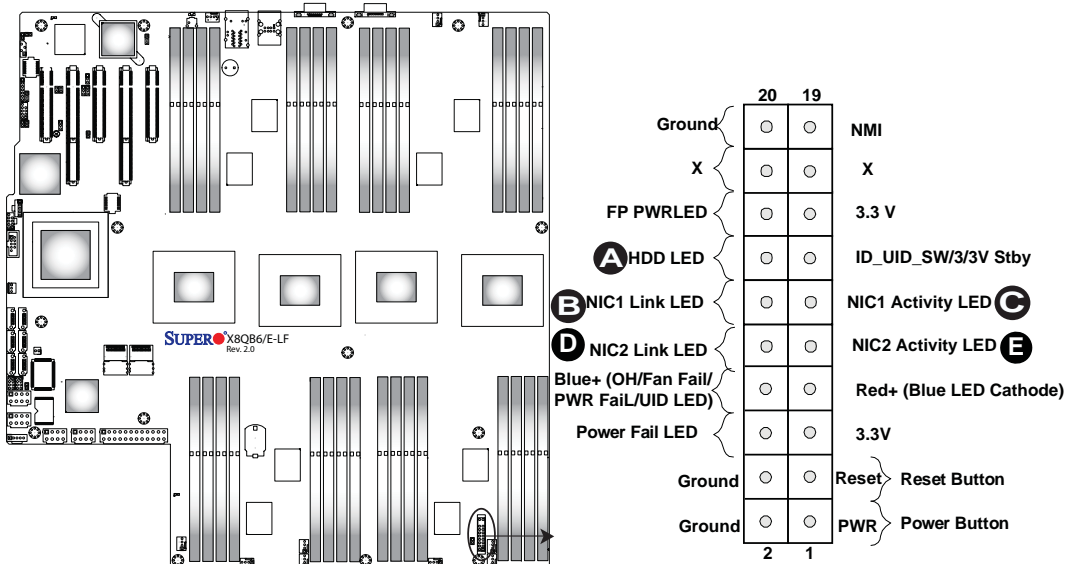 20 19
Ground NMI
X X
FP PWRLED 3.3 V
A HDD LED ID_UID_SW/3/3V Stby
B NIC1 Link LED NIC1 Activity LED C
D NIC2 Link LED NIC2 Activity LED E
Blue+ (OH/Fan Fail/
PWR FaiL/UID LED) Red+ (Blue LED Cathode)
Power Fail LED 3.3V
Ground Reset Reset Button
Ground PWR Power Button
2 1
SUPER X8QB6/E-LF
Rev. 2.0